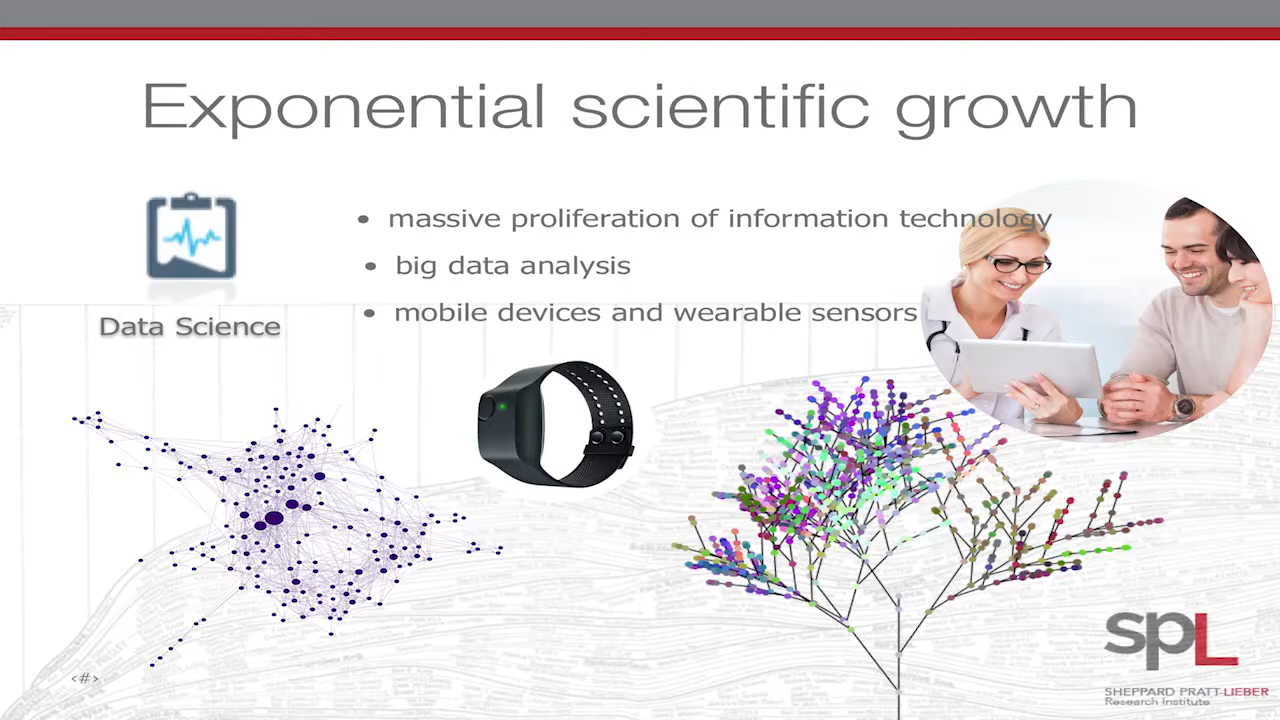 Exponential scientific growth
• massive proliferation of information technology
• big data analysis
• mobile devices and wearable sensors
Data Science
<#>
spL
SHEPPARD PRATT-LIEBER
Research Institute